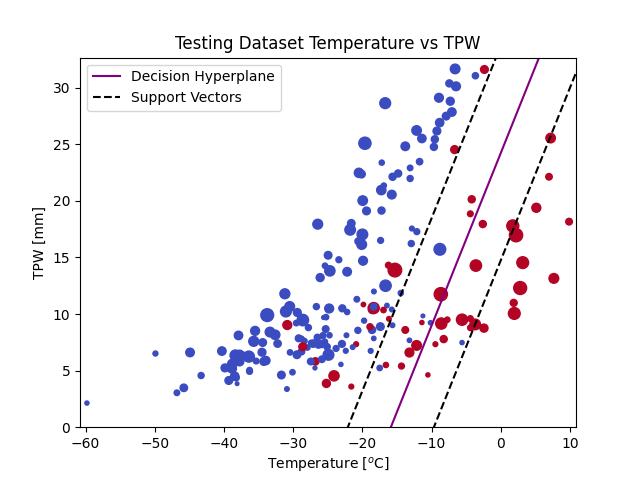 Testing Dataset Temperature vs TPW
Decision Hyperplane
Support Vectors
TPW [mm]
30
25
20
15
10
5
0
−60 −50 −40 −30 −20 −10 0 10
Temperature [°C]